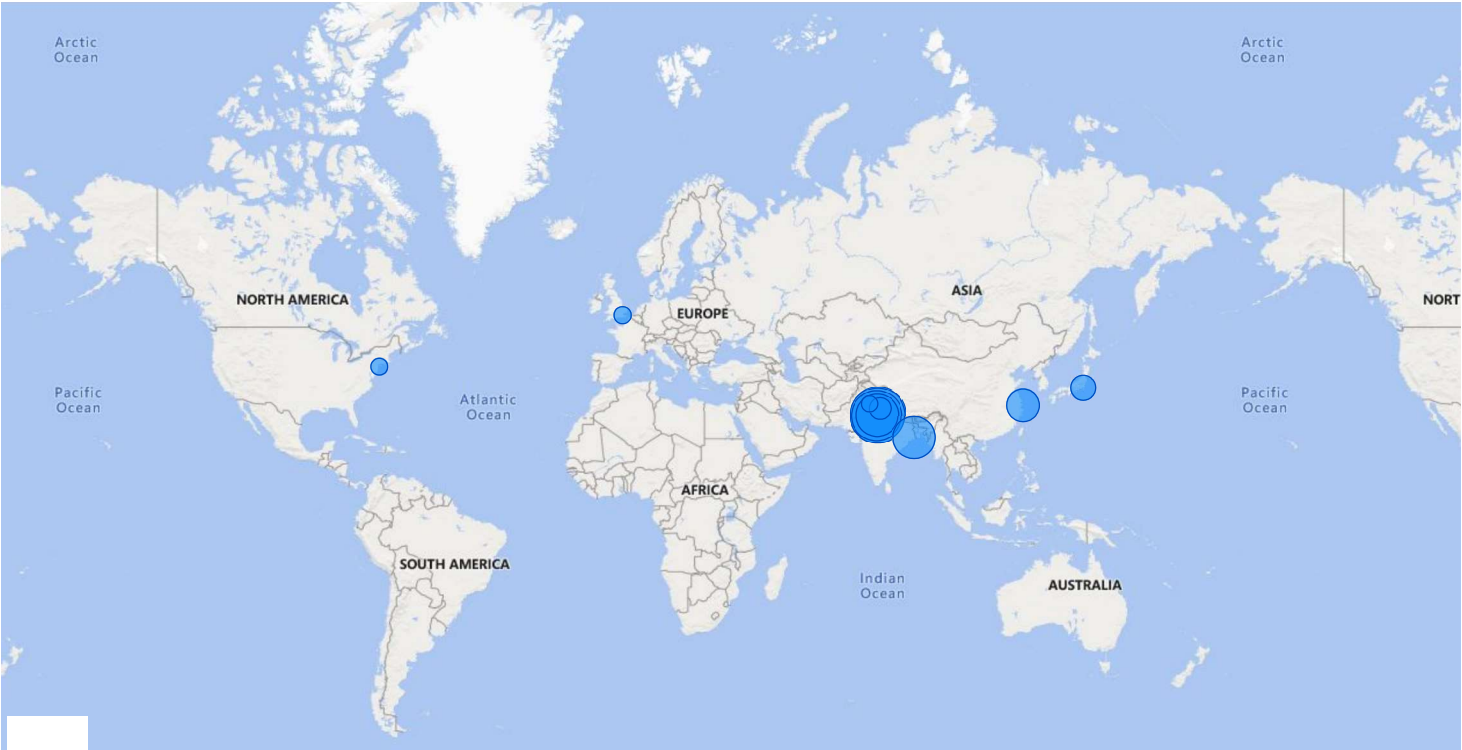 Arctic
Ocean
Arctic
Ocean
ASIA
NORTH AMERICA
NORT
EUROPE
Pacific
Ocean
Atlantic
Ocean
Pacific
Ocean
AFRICA
SOUTH AMERICA
Indian
Ocean
AUSTRALIA